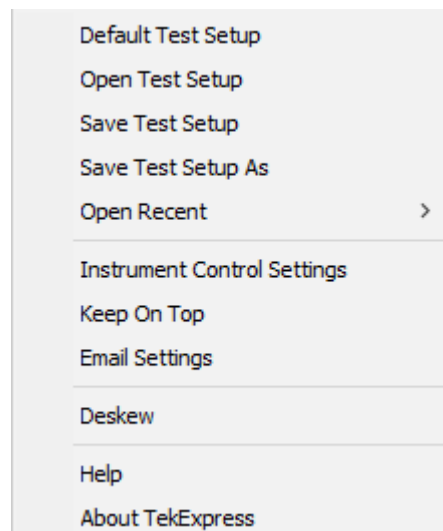 Default Test Setup
Open Test Setup
Save Test Setup
Save Test Setup As
Open Recent
Instrument Control Settings
Keep On Top
Email Settings
Deskew
Help
About TekExpress